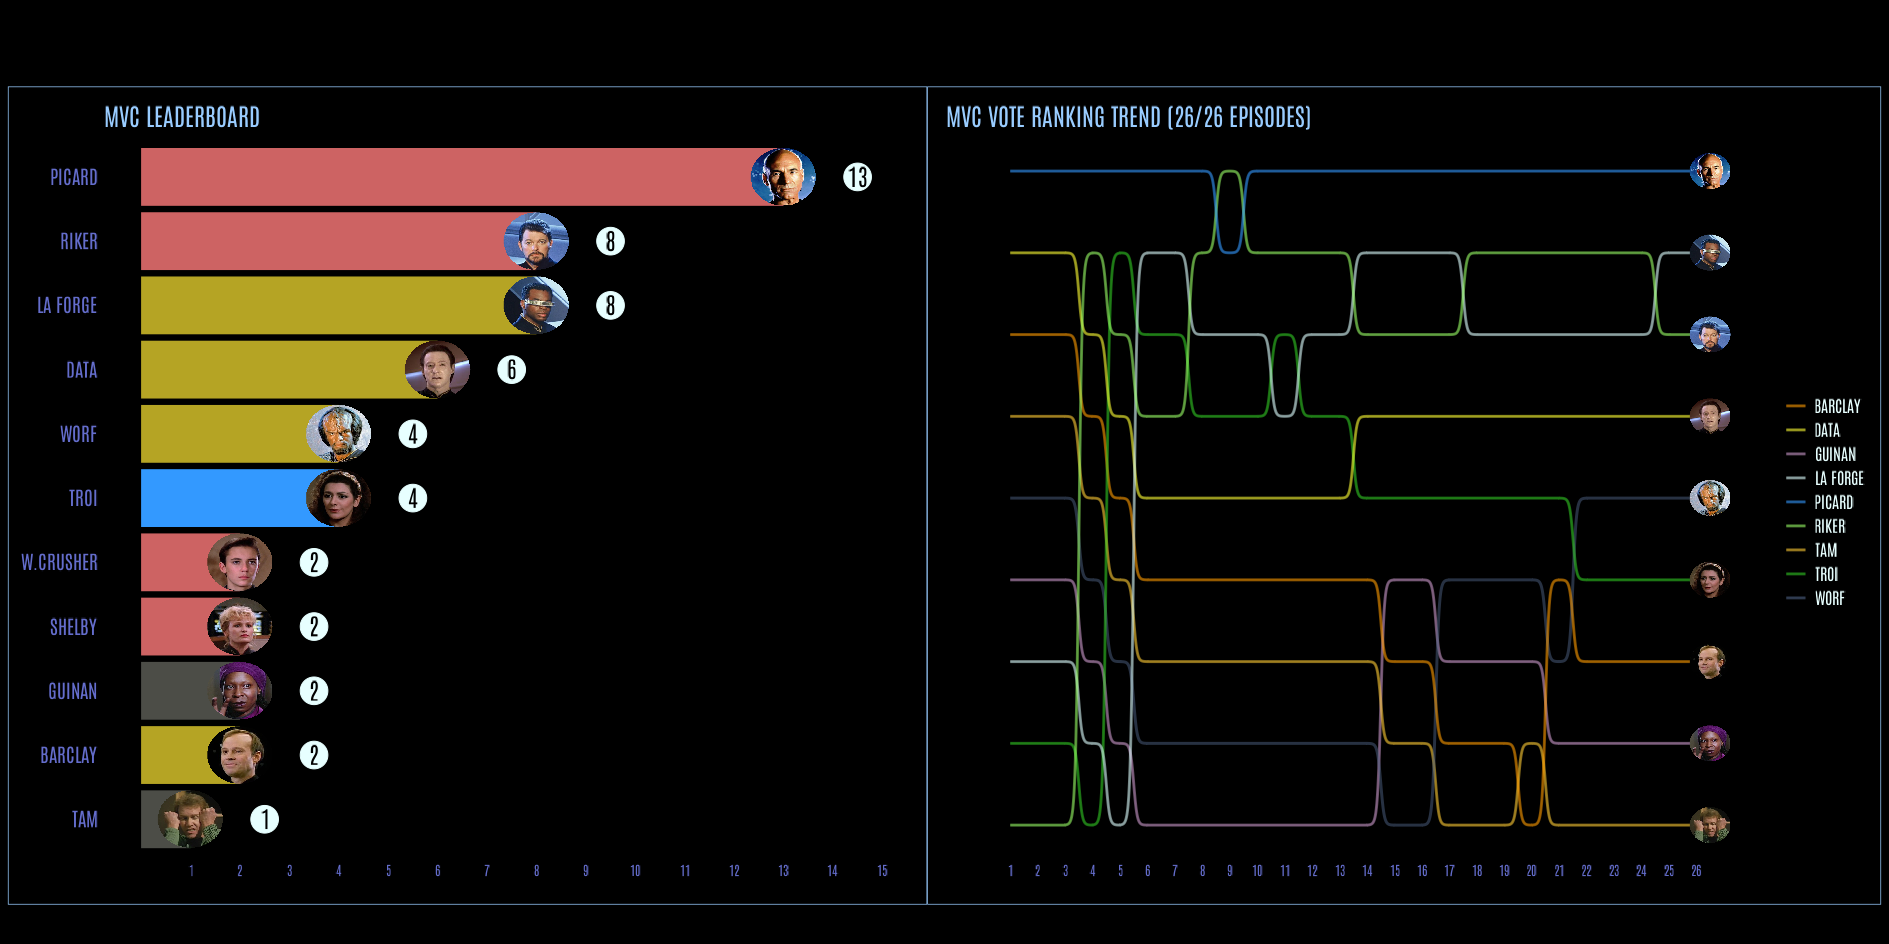 MVC LEADERBOARD
PICARD 13
RIKER 8
LA FORGE 8
DATA 6
WORF 4
TROI 4
W.CRUSHER 2
SHELBY 2
GUINAN 2
BARCLAY 2
TAM 1
1 2 3 4 5 6 7 8 9 10 11 12 13 14 15
MVC VOTE RANKING TREND (26/26 EPISODES)
BARCLAY
DATA
GUINAN
LA FORGE
PICARD
RIKER
TAM
TROI
WORF
1 2 3 4 5 6 7 8 9 10 11 12 13 14 15 16 17 18 19 20 21 22 23 24 25 26